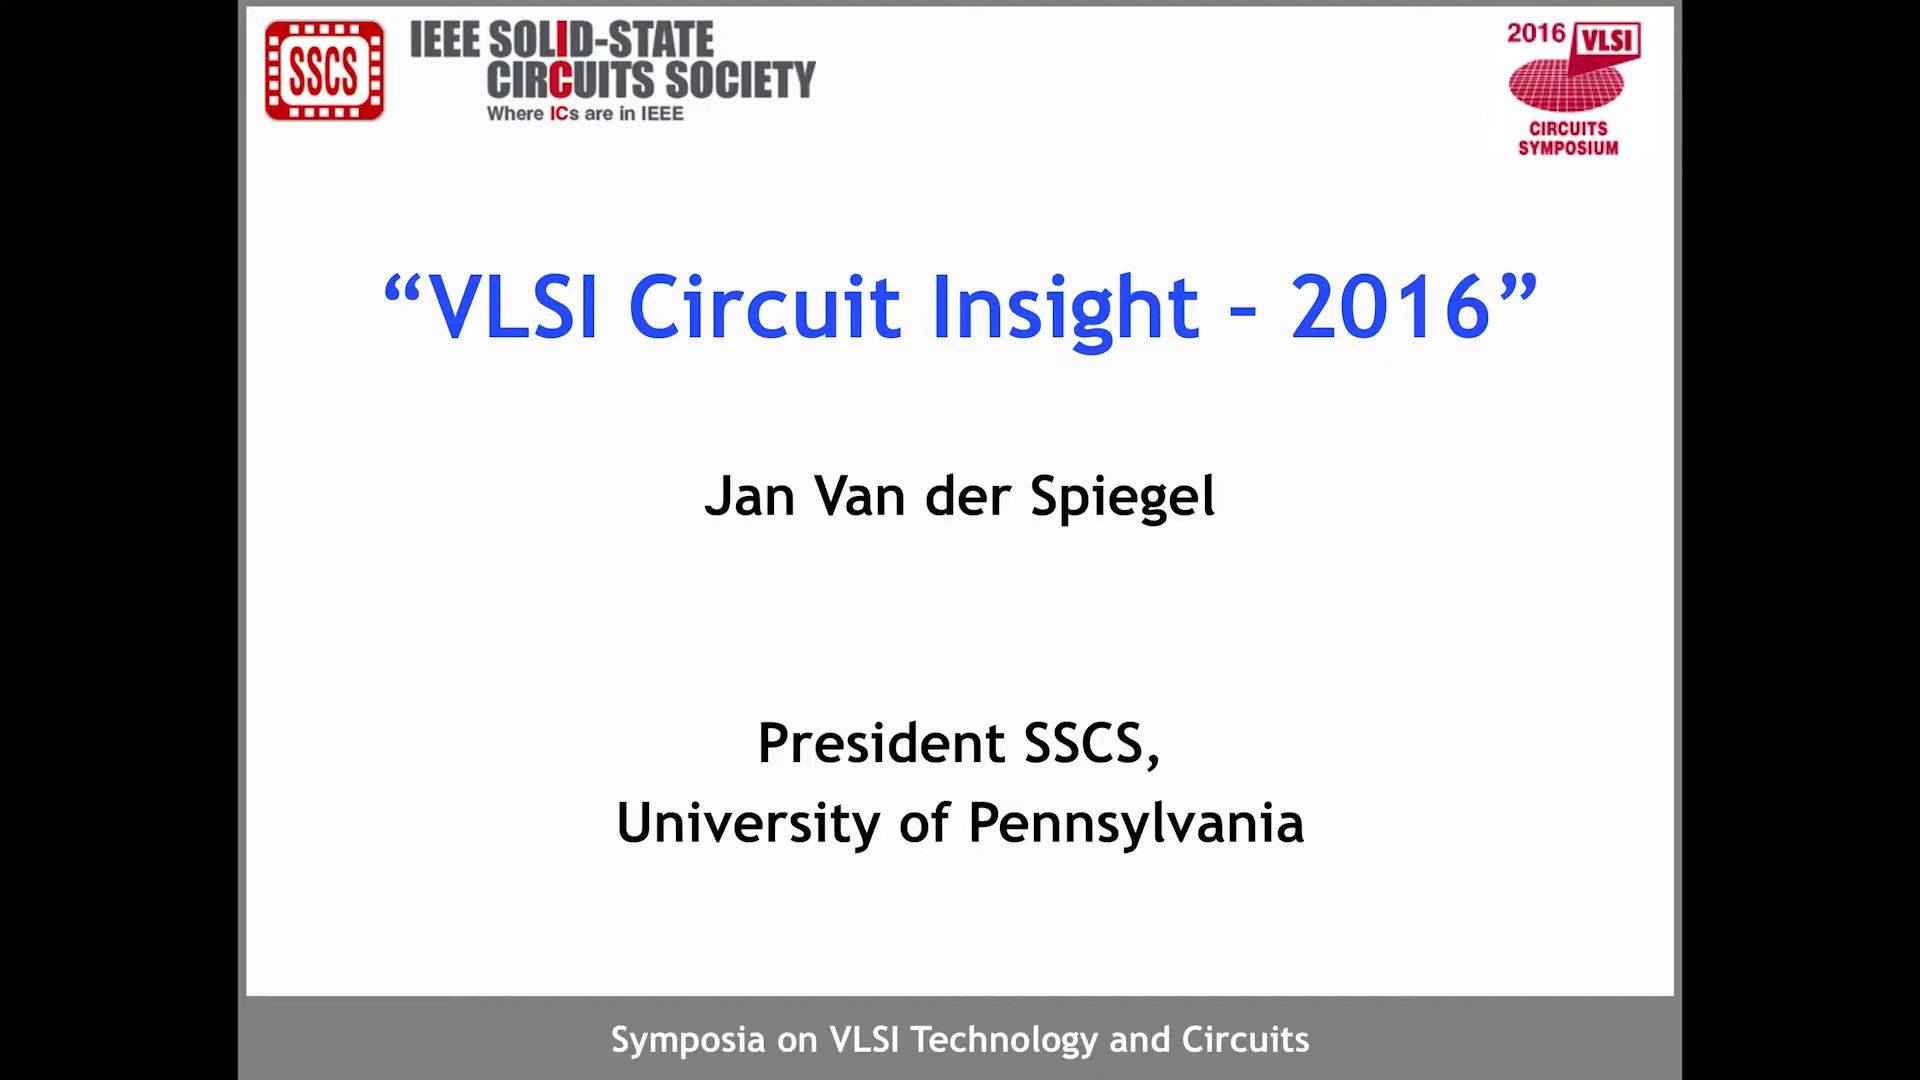 SSCS
IEEE SOLID-STATE
CIRCUITS SOCIETY
Where ICs are in IEEE
2016 VLSI
CIRCUITS
SYMPOSIUM
“VLSI Circuit Insight – 2016”
Jan Van der Spiegel
President SSCS,
University of Pennsylvania
Symposia on VLSI Technology and Circuits